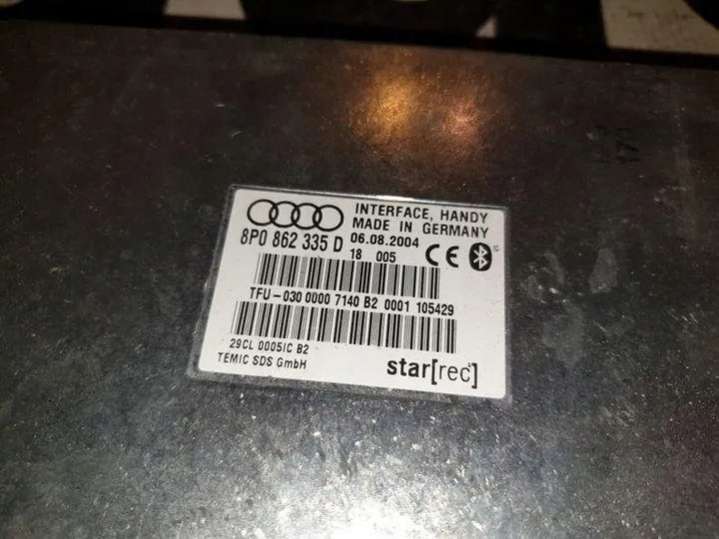 INTERFACE, HANDY
MADE IN GERMANY
8P0 862 335 D 06.08.2004
18 005 CE
TFU-030 0000 7140 B2 0001 105429
29CL 0005IC B2
TEMIC SDS GmbH
star[rec]